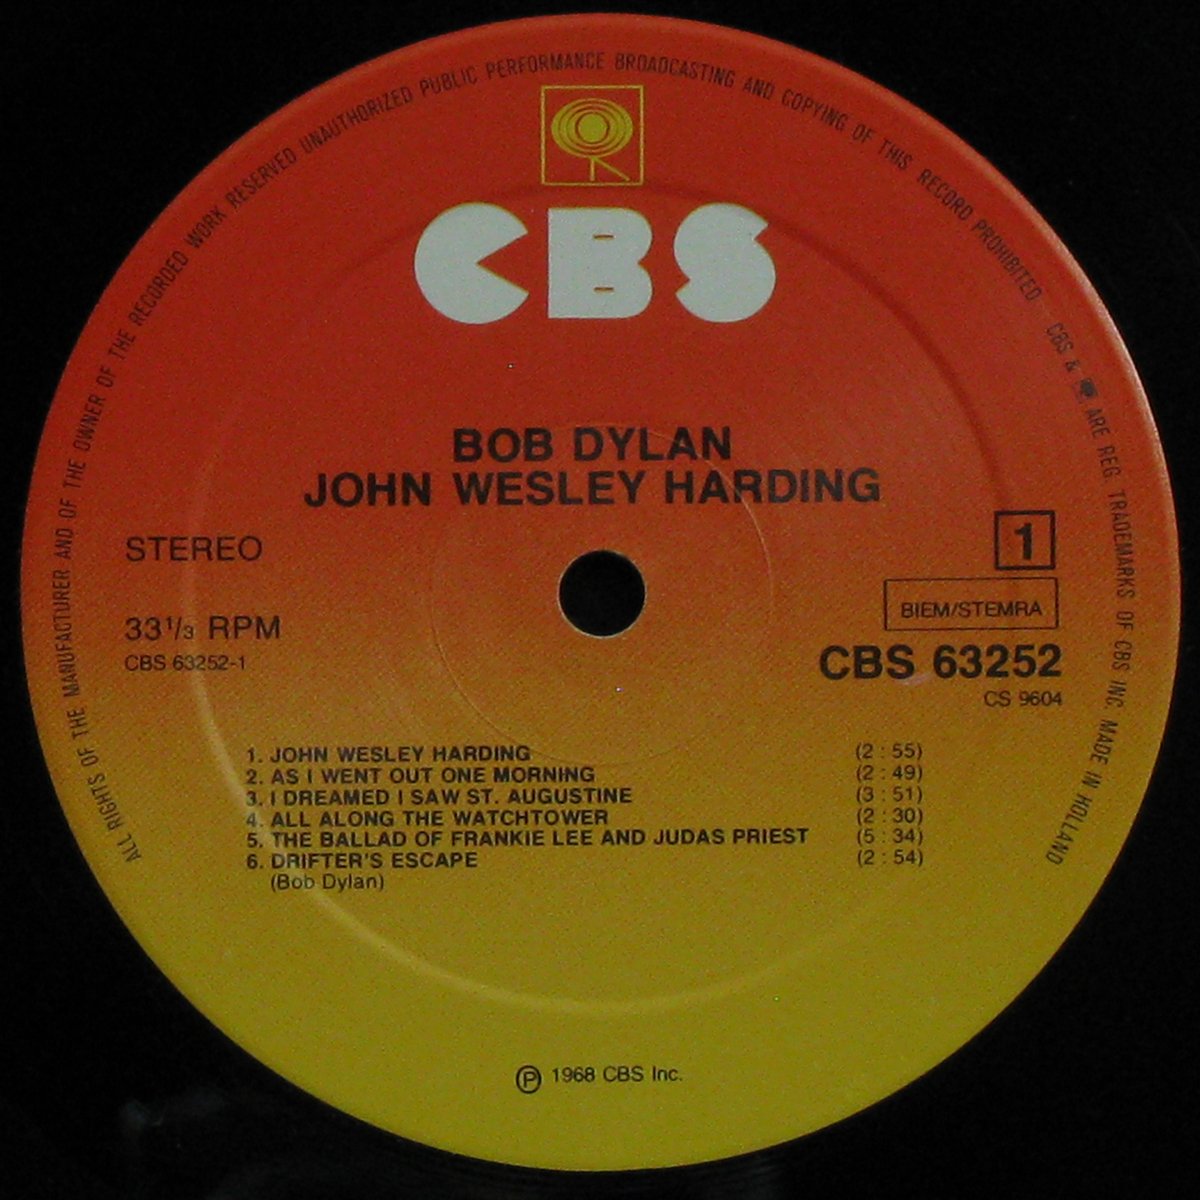 ALL RIGHTS OF THE MANUFACTURER AND OF THE OWNER OF THE RECORDED WORK RESERVED UNAUTHORIZED PUBLIC PERFORMANCE BROADCASTING AND COPYING OF THIS RECORD PROHIBITED CBS & ARE REG. TRADEMARKS OF CBS INC. MADE IN HOLLAND
CBS
BOB DYLAN
JOHN WESLEY HARDING
STEREO
1
BIEM/STEMRA
33 1/3 RPM
CBS 63252-1
CBS 63252
CS 9604
1. JOHN WESLEY HARDING (2 : 55)
2. AS I WENT OUT ONE MORNING (2 : 49)
3. I DREAMED I SAW ST. AUGUSTINE (3 : 51)
4. ALL ALONG THE WATCHTOWER (2 : 30)
5. THE BALLAD OF FRANKIE LEE AND JUDAS PRIEST (5 : 34)
6. DRIFTER'S ESCAPE (2 : 54)
(Bob Dylan)
℗ 1968 CBS Inc.